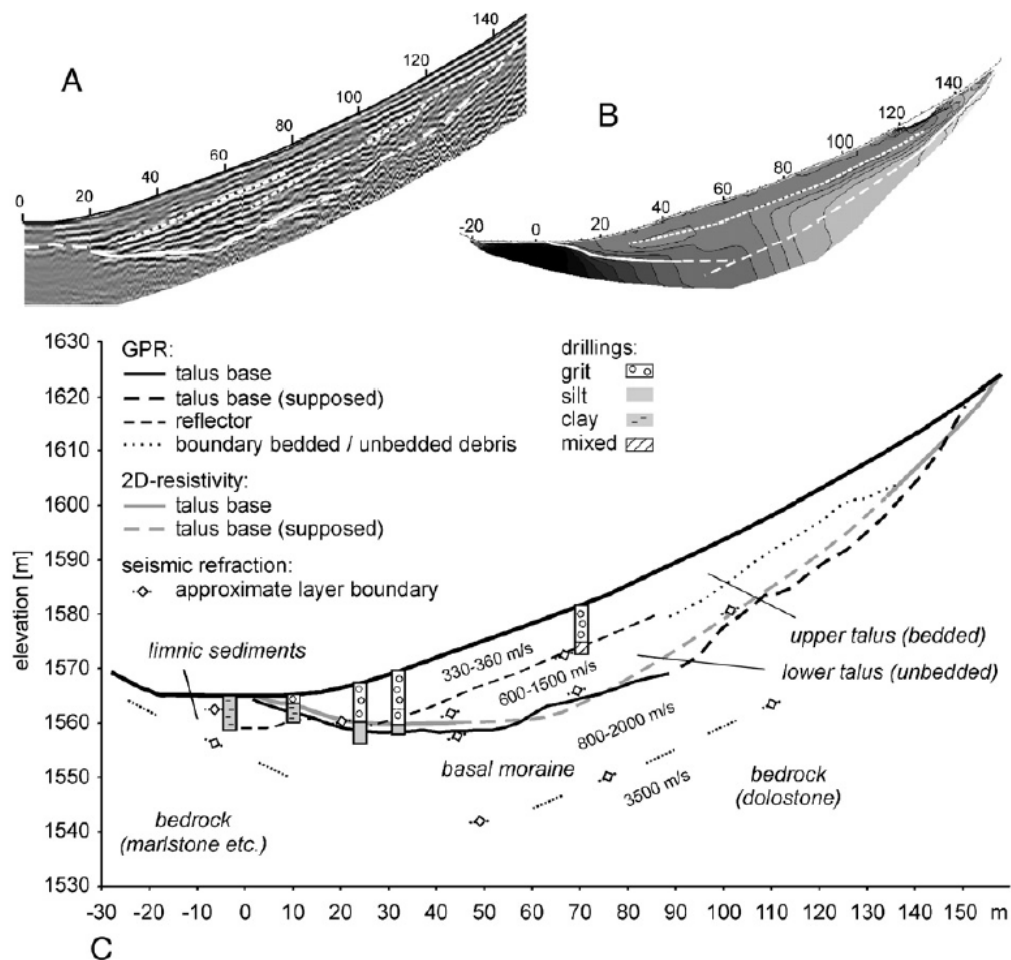 A
0
20
40
60
80
100
120
140
B
-20
0
20
40
60
80
100
120
140
1630
1620
1610
1600
1590
1580
1570
1560
1550
1540
1530
elevation [m]
GPR:
talus base
talus base (supposed)
reflector
boundary bedded / unbedded debris
2D-resistivity:
talus base
talus base (supposed)
seismic refraction:
approximate layer boundary
drillings:
grit
silt
clay
mixed
limnic sediments
330-360 m/s
600-1500 m/s
800-2000 m/s
3500 m/s
upper talus (bedded)
lower talus (unbedded)
basal moraine
bedrock
(marlstone etc.)
bedrock
(dolostone)
-30 -20 -10 0 10 20 30 40 50 60 70 80 90 100 110 120 130 140 150 m
C